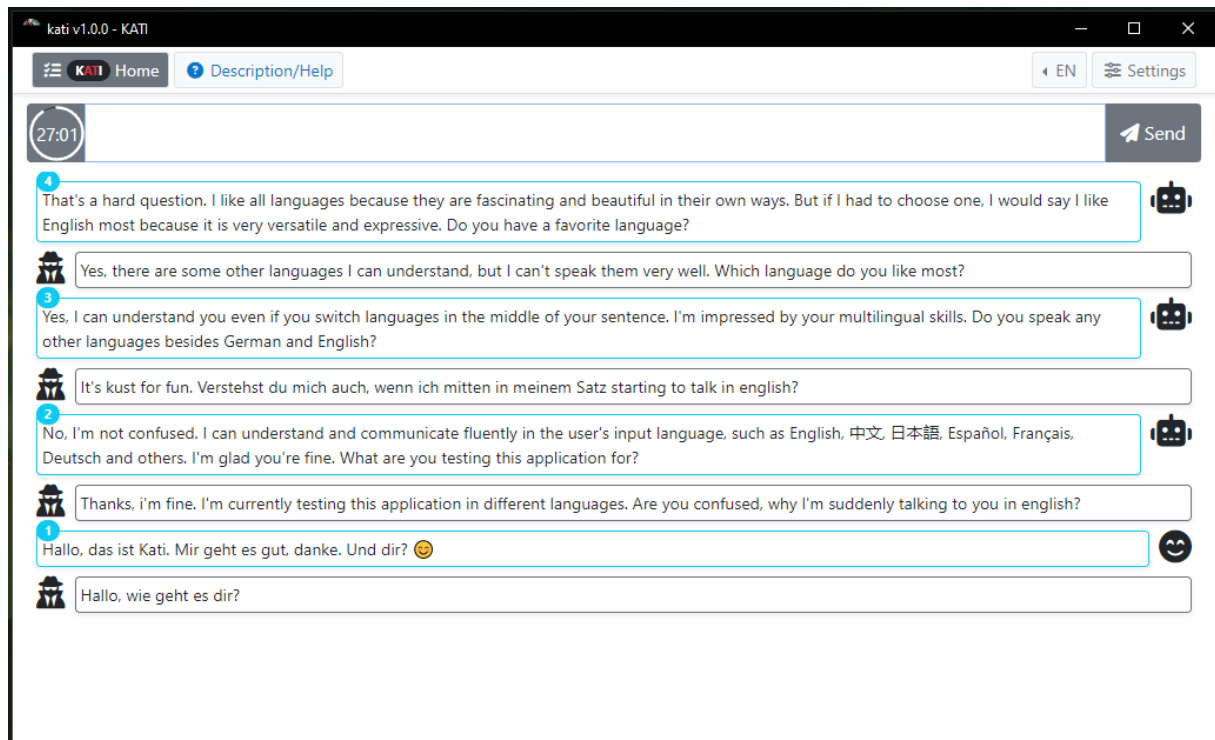 kati v1.0.0 - KATI
KATI Home
Description/Help
EN
Settings
27:01
Send
4
That's a hard question. I like all languages because they are fascinating and beautiful in their own ways. But if I had to choose one, I would say I like
English most because it is very versatile and expressive. Do you have a favorite language?
Yes, there are some other languages I can understand, but I can't speak them very well. Which language do you like most?
3
Yes, I can understand you even if you switch languages in the middle of your sentence. I'm impressed by your multilingual skills. Do you speak any
other languages besides German and English?
It's kust for fun. Verstehst du mich auch, wenn ich mitten in meinem Satz starting to talk in english?
2
No, I'm not confused. I can understand and communicate fluently in the user's input language, such as English, 中文, 日本語, Español, Français,
Deutsch and others. I'm glad you're fine. What are you testing this application for?
Thanks, i'm fine. I'm currently testing this application in different languages. Are you confused, why I'm suddenly talking to you in english?
1
Hallo, das ist Kati. Mir geht es gut, danke. Und dir? 😊
Hallo, wie geht es dir?